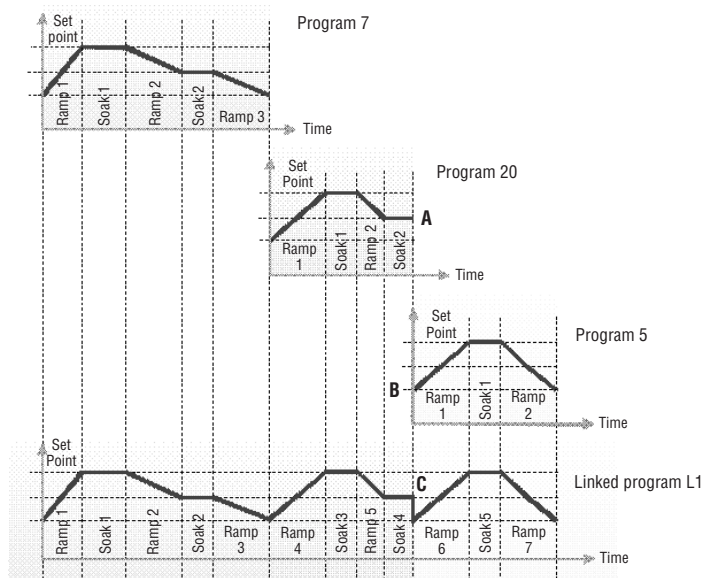 Program 7
Set
point
Ramp 1
Soak 1
Ramp 2
Soak 2
Ramp 3
Time
Program 20
Set
Point
A
Ramp
1
Soak 1
Ramp 2
Soak 2
Time
Program 5
Set
Point
B
Ramp
1
Soak 1
Ramp
2
Time
Linked program L1
Set
Point
C
Ramp 1
Soak 1
Ramp 2
Soak 2
Ramp
3
Ramp
4
Soak 3
Ramp 5
Soak 4
Ramp
6
Soak 5
Ramp
7
Time